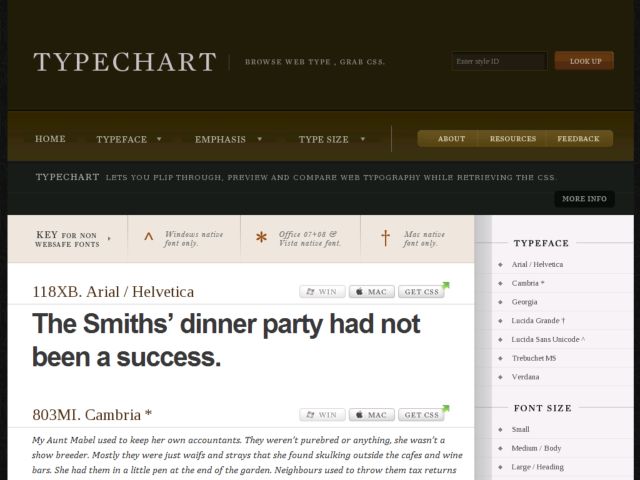 TYPECHART
BROWSE WEB TYPE , GRAB CSS.
Enter style ID
LOOK UP
HOME
TYPEFACE
EMPHASIS
TYPE SIZE
ABOUT
RESOURCES
FEEDBACK
TYPECHART LETS YOU FLIP THROUGH, PREVIEW AND COMPARE WEB TYPOGRAPHY WHILE RETRIEVING THE CSS.
MORE INFO
KEY FOR NON
WEBSAFE FONTS
^ Windows native
font only.
* Office 07+08 &
Vista native font.
† Mac native
font only.
118XB. Arial / Helvetica
WIN
MAC
GET CSS
The Smiths’ dinner party had not
been a success.
803MI. Cambria *
WIN
MAC
GET CSS
My Aunt Mabel used to keep her own accountants. They weren't purebred or anything, she wasn't a
show breeder. Mostly they were just waifs and strays that she found skulking outside the cafes and wine
bars. She had them in a little pen at the end of the garden. Neighbours used to throw them tax returns
TYPEFACE
Arial / Helvetica
Cambria *
Georgia
Lucida Grande †
Lucida Sans Unicode ^
Trebuchet MS
Verdana
FONT SIZE
Small
Medium / Body
Large / Heading